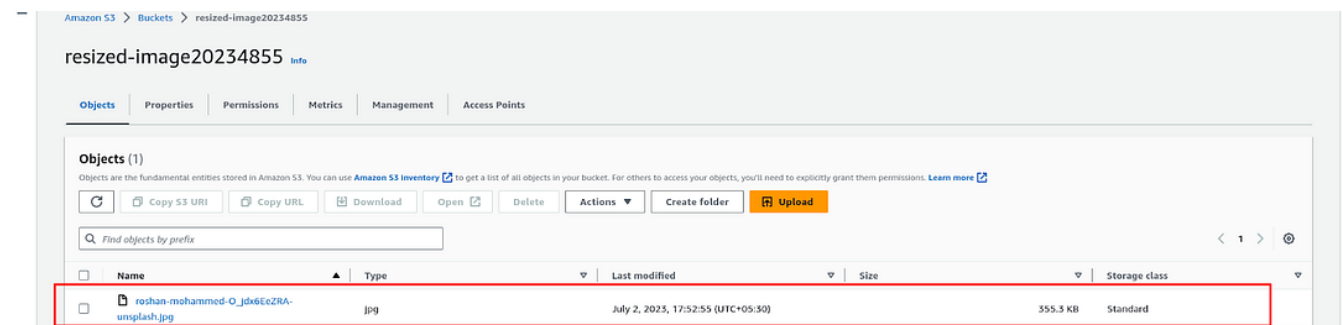 Amazon S3 > Buckets > resized-image20234855
resized-image20234855 Info
Objects Properties Permissions Metrics Management Access Points
Objects (1)
Objects are the fundamental entities stored in Amazon S3. You can use Amazon S3 inventory to get a list of all objects in your bucket. For others to access your objects, you'll need to explicitly grant them permissions. Learn more
Copy S3 URI Copy URL Download Open Delete Actions Create folder Upload
Find objects by prefix
1
Name Type Last modified Size Storage class
roshan-mohammed-O_jdx6EeZRA-
unsplash.jpg
jpg July 2, 2023, 17:52:55 (UTC+05:30) 355.3 KB Standard